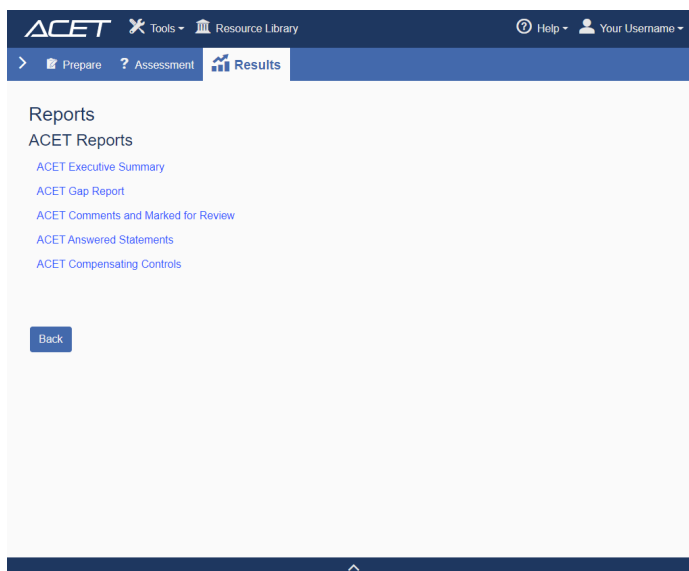 ACET Tools Resource Library Help Your Username
Prepare ? Assessment Results
Reports
ACET Reports
ACET Executive Summary
ACET Gap Report
ACET Comments and Marked for Review
ACET Answered Statements
ACET Compensating Controls
Back